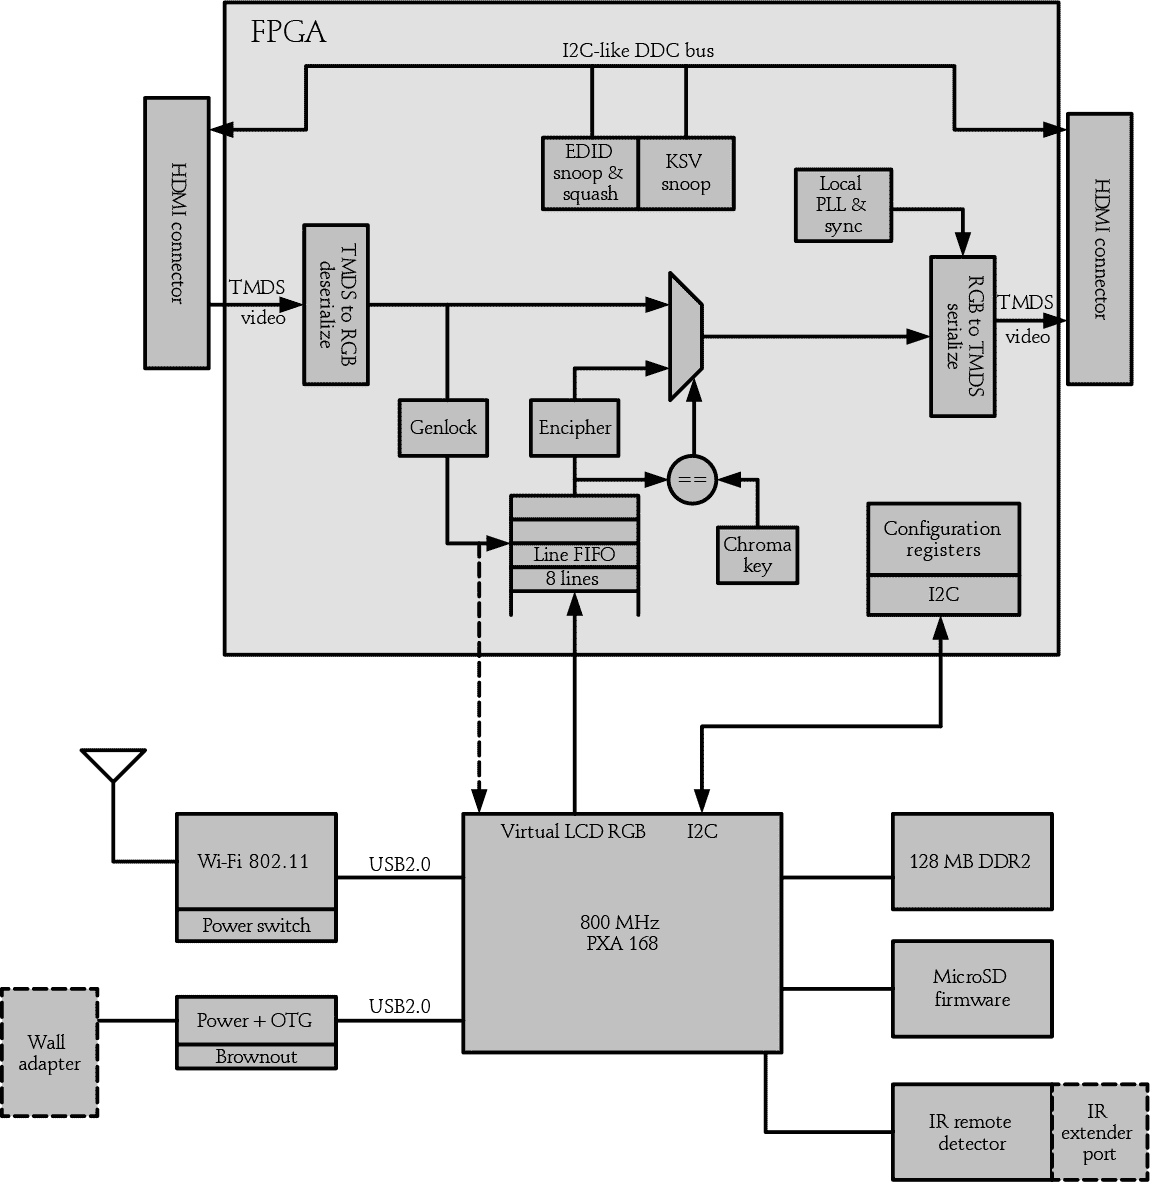 FPGA
I2C-like DDC bus
HDMI connector
EDID
snoop &
squash
KSV
snoop
Local
PLL &
sync
HDMI connector
TMDS
video
TMDS to RGB
deserialize
RGB to TMDS
serialize
TMDS
video
Genlock
Encipher
==
Line FIFO
8 lines
Chroma
key
Configuration
registers
I2C
Virtual LCD RGB
I2C
Wi-Fi 802.11
Power switch
USB2.0
800 MHz
PXA 168
128 MB DDR2
MicroSD
firmware
Wall
adapter
Power + OTG
Brownout
USB2.0
IR remote
detector
IR
extender
port